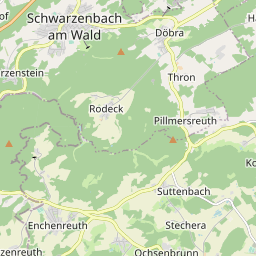 Schwarzenbach
am Wald
Döbra
Thron
Rodeck
Pillmersreuth
Suttenbach
Enchenreuth
Stechera
Ochsenbrunn